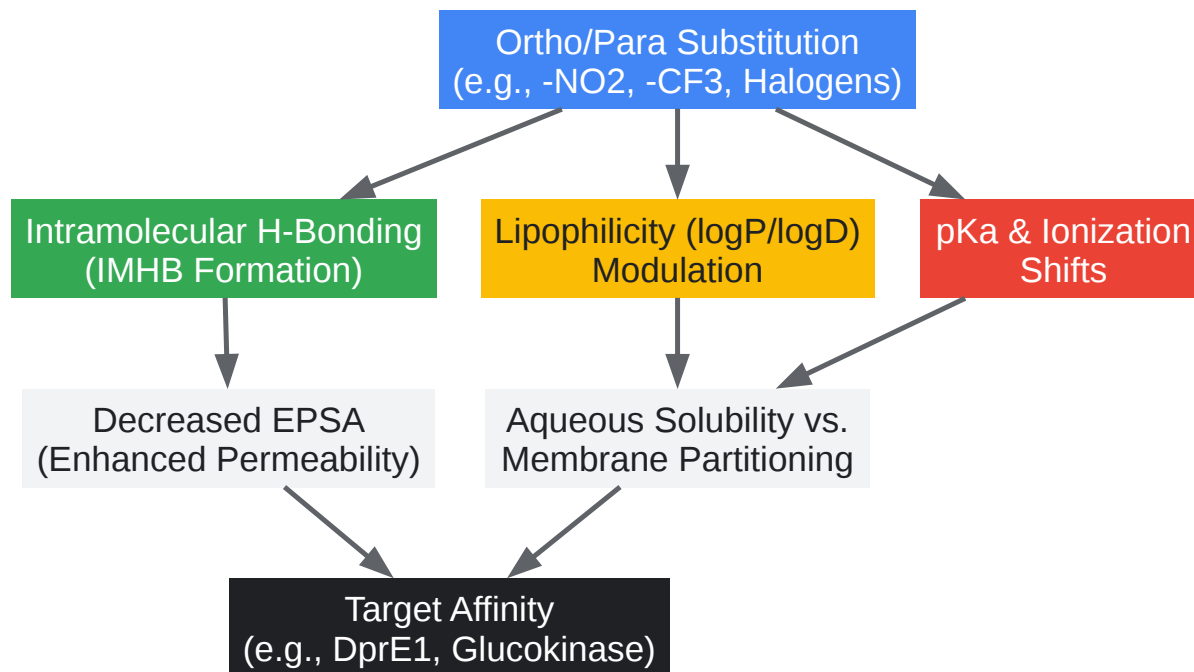 Ortho/Para Substitution
(e.g., -NO2, -CF3, Halogens)
Intramolecular H-Bonding
(IMHB Formation)
Lipophilicity (logP/logD)
Modulation
pKa & Ionization
Shifts
Decreased EPSA
(Enhanced Permeability)
Aqueous Solubility vs.
Membrane Partitioning
Target Affinity
(e.g., DprE1, Glucokinase)